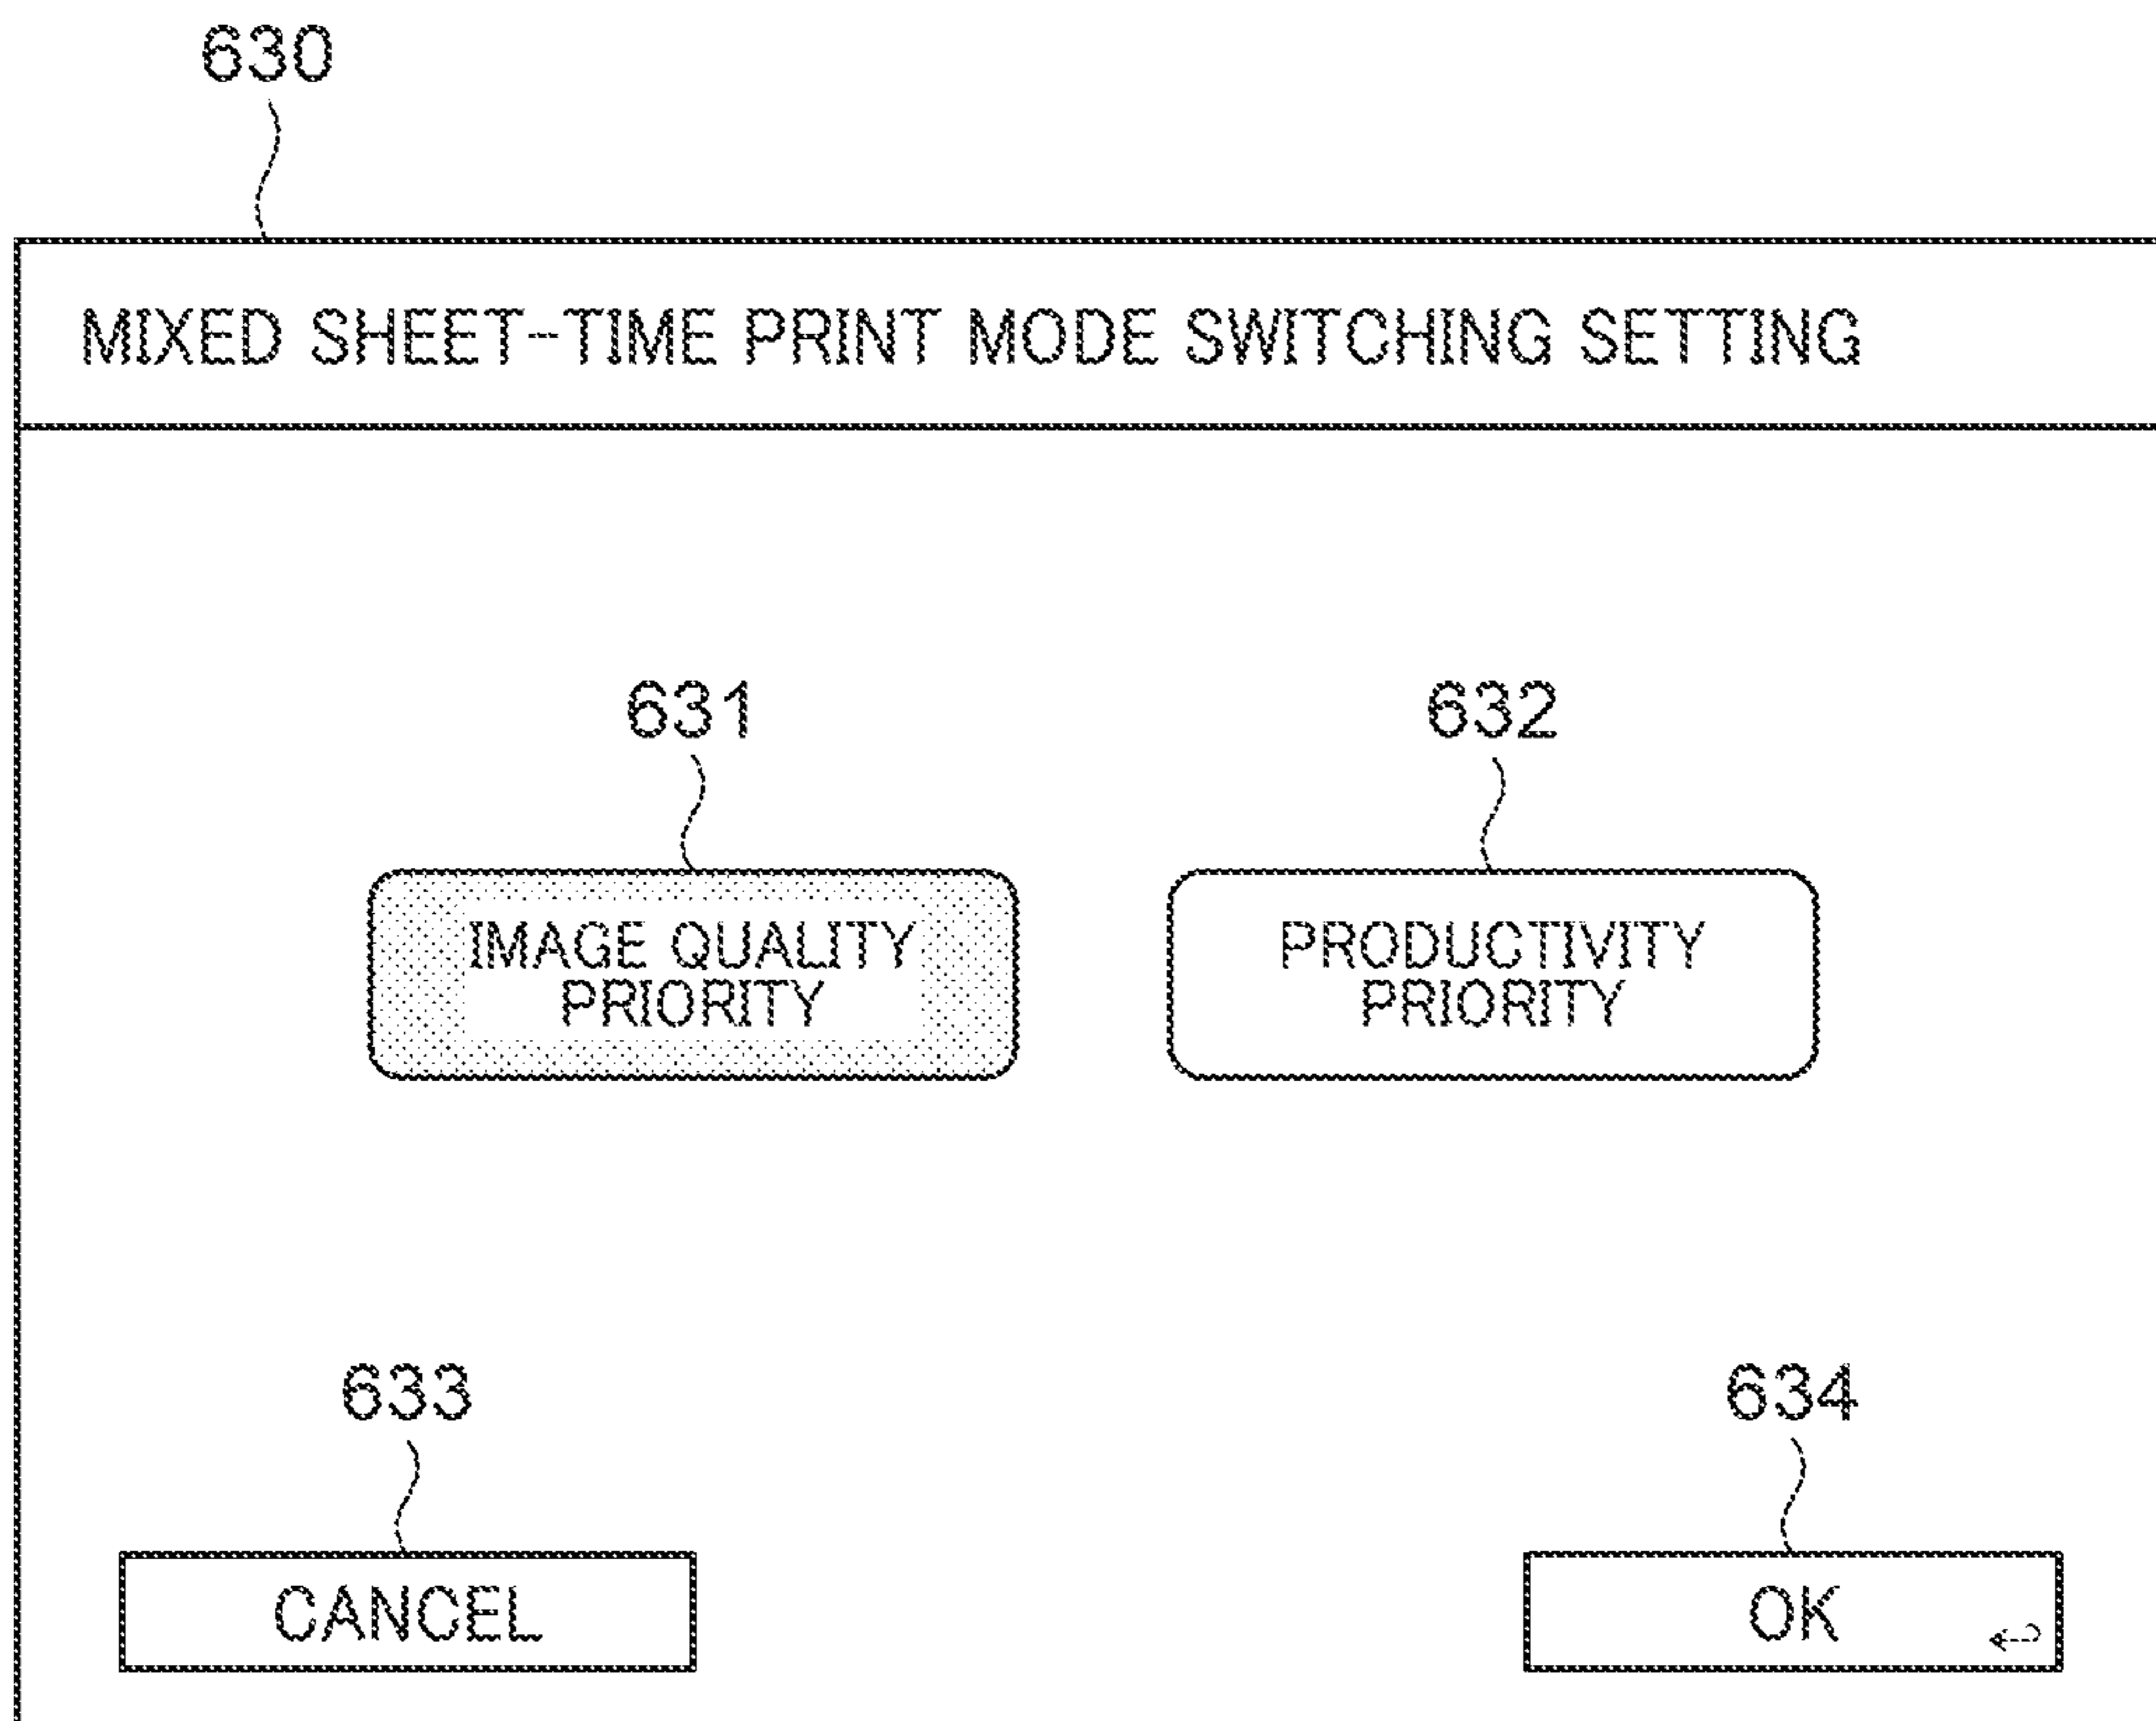 630
MIXED SHEET-TIME PRINT MODE SWITCHING SETTING
631
632
IMAGE QUALITY
PRIORITY
PRODUCTIVITY
PRIORITY
633
634
CANCEL
OK